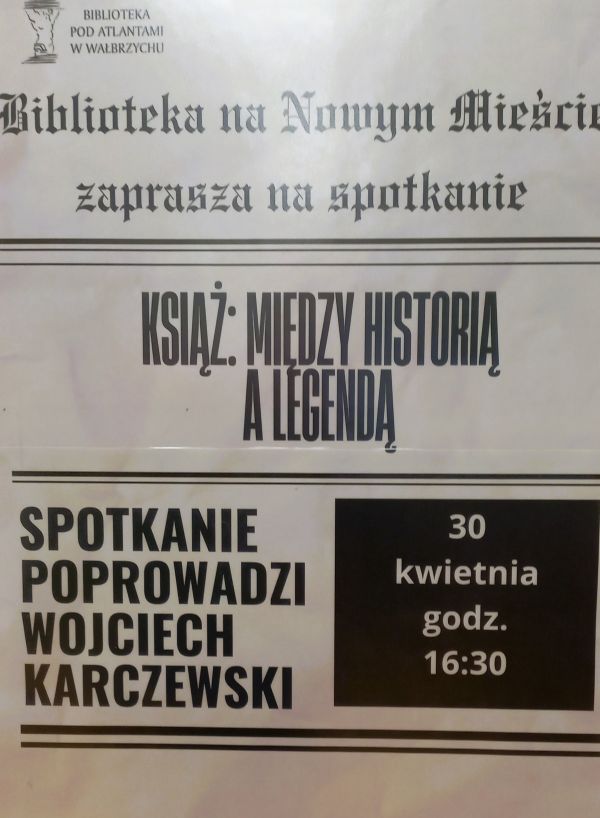 BIBLIOTEKA
POD ATLANTAMI
W WAŁBRZYCHU
Biblioteka na Nowym Mieście
zaprasza na spotkanie
KSIĄŻ: MIĘDZY HISTORIĄ
A LEGENDĄ
SPOTKANIE
POPROWADZI
WOJCIECH
KARCZEWSKI
30
kwietnia
godz.
16:30